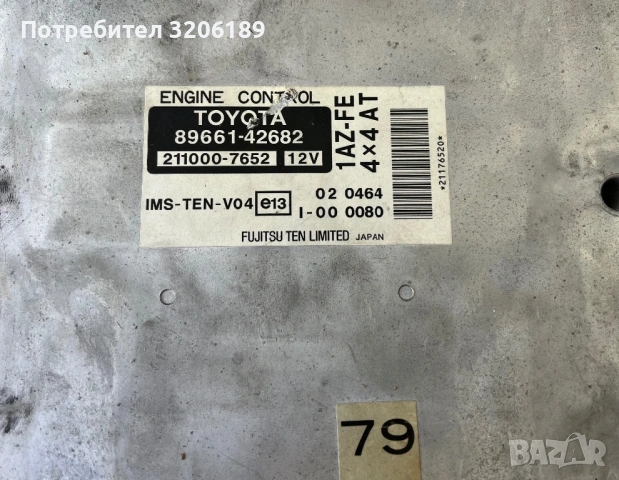 Потребител 3206189
ENGINE CONTROL
TOYOTA
89661-42682
211000-7652 12V
1AZ-FE
4×4 AT
*21176520*
IMS-TEN-V04 e13
02 0464
I-00 0080
FUJITSU TEN LIMITED JAPAN
79
BAZAR